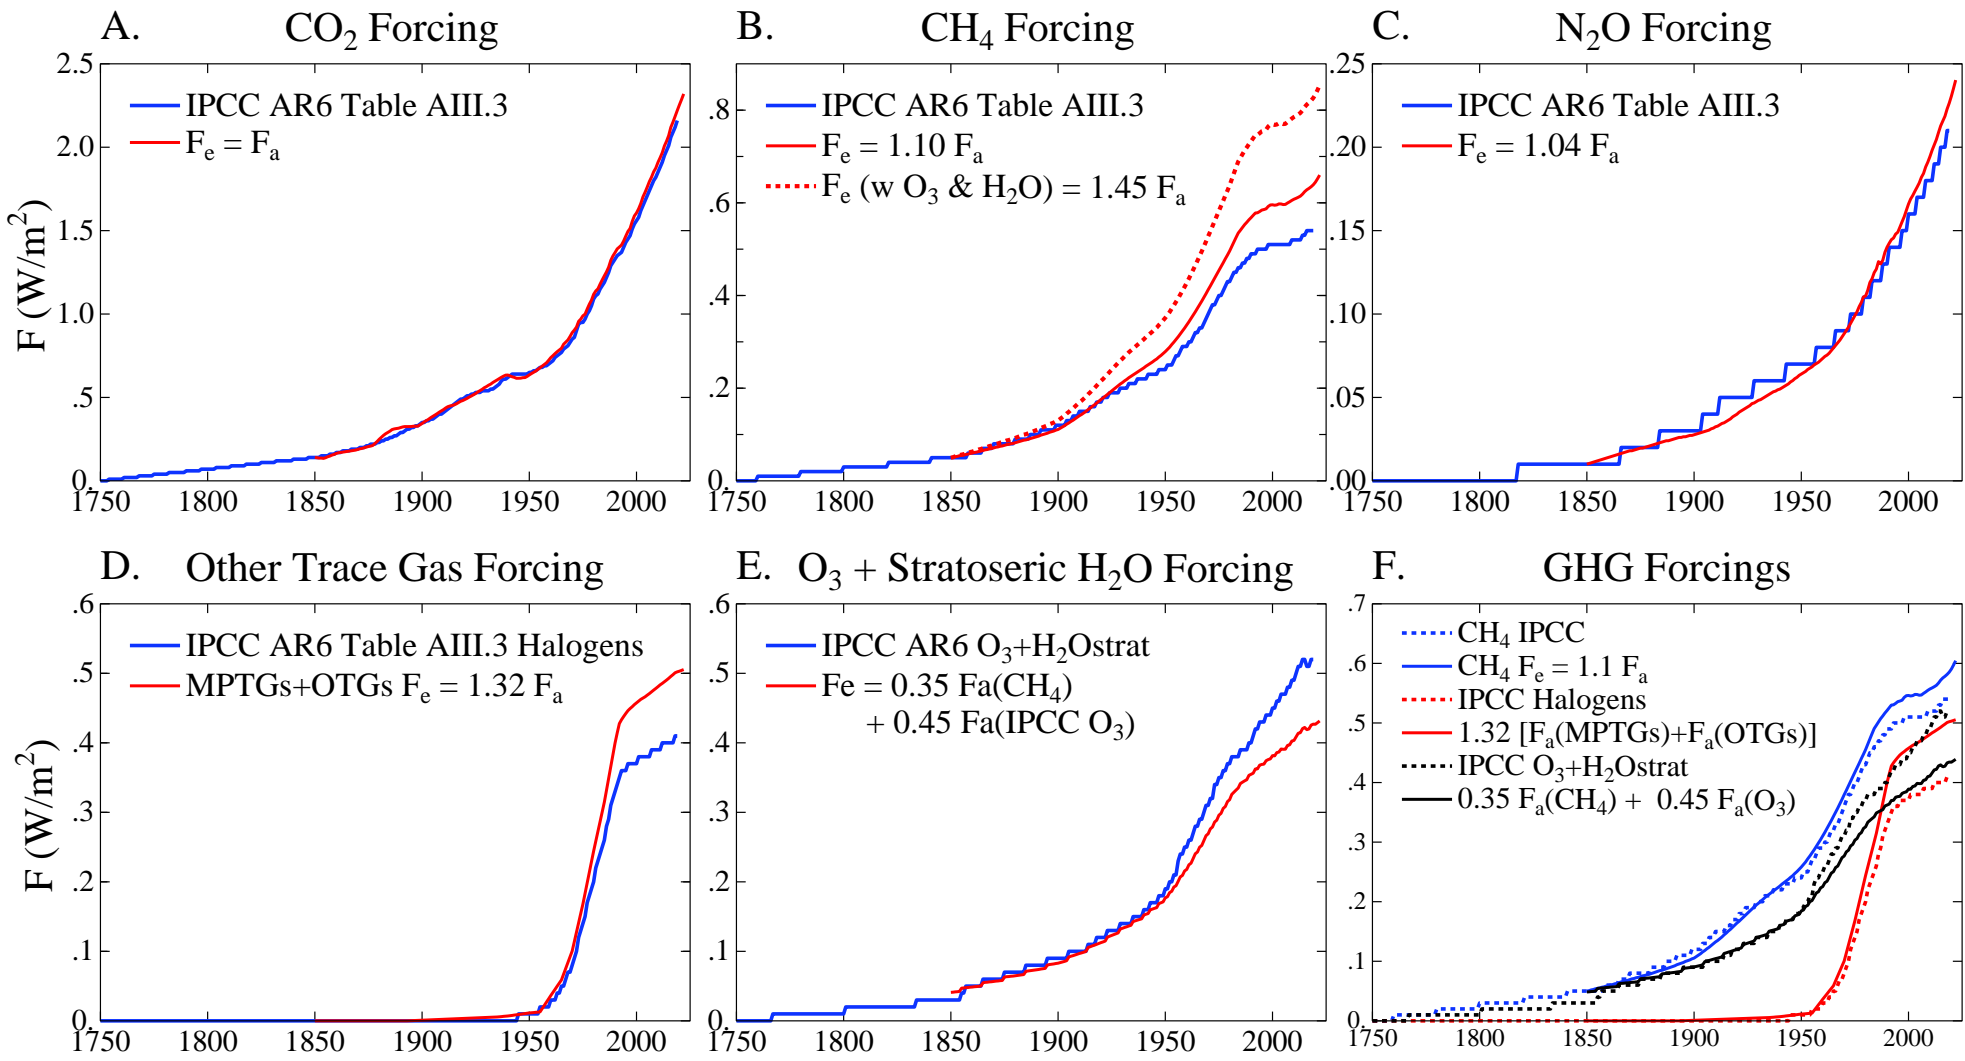 A. CO₂ Forcing
F (W/m²)
2.5
2.0
1.5
1.0
.5
0.
IPCC AR6 Table AIII.3
Fₑ = Fₐ
1750 1800 1850 1900 1950 2000
B. CH₄ Forcing
.8
.6
.4
.2
0.
IPCC AR6 Table AIII.3
Fₑ = 1.10 Fₐ
Fₑ (w O₃ & H₂O) = 1.45 Fₐ
1750 1800 1850 1900 1950 2000
C. N₂O Forcing
.25
.20
.15
.10
.05
.00
IPCC AR6 Table AIII.3
Fₑ = 1.04 Fₐ
1750 1800 1850 1900 1950 2000
D. Other Trace Gas Forcing
F (W/m²)
.6
.5
.4
.3
.2
.1
0.
IPCC AR6 Table AIII.3 Halogens
MPTGs+OTGs Fₑ = 1.32 Fₐ
1750 1800 1850 1900 1950 2000
E. O₃ + Stratoseric H₂O Forcing
.6
.5
.4
.3
.2
.1
0.
IPCC AR6 O₃+H₂Ostrat
Fe = 0.35 Fa(CH₄)
+ 0.45 Fa(IPCC O₃)
1750 1800 1850 1900 1950 2000
F. GHG Forcings
.7
.6
.5
.4
.3
.2
.1
0
CH₄ IPCC
CH₄ Fₑ = 1.1 Fₐ
IPCC Halogens
1.32 [Fₐ(MPTGs)+Fₐ(OTGs)]
IPCC O₃+H₂Ostrat
0.35 Fₐ(CH₄) + 0.45 Fₐ(O₃)
1750 1800 1850 1900 1950 2000